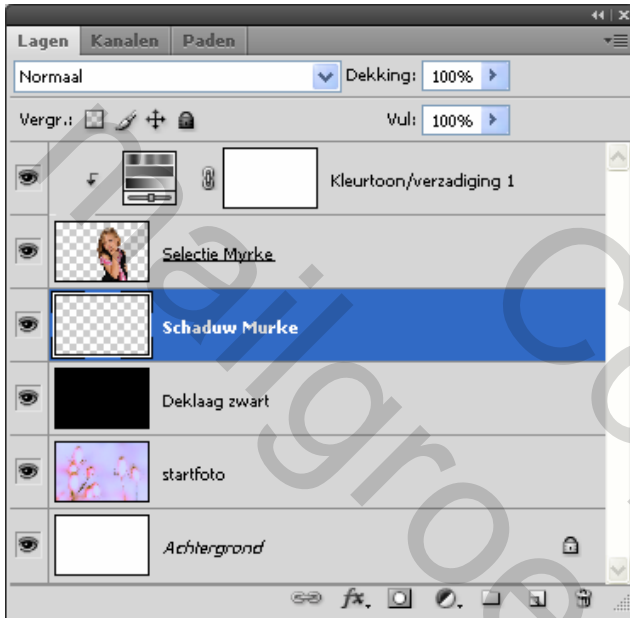 Lagen Kanalen Paden
Normaal Dekking: 100%
Vergr.: Vul: 100%
Kleurtoon/verzadiging 1
Selectie Myrke
Schaduw Murke
Deklaag zwart
startfoto
Achtergrond